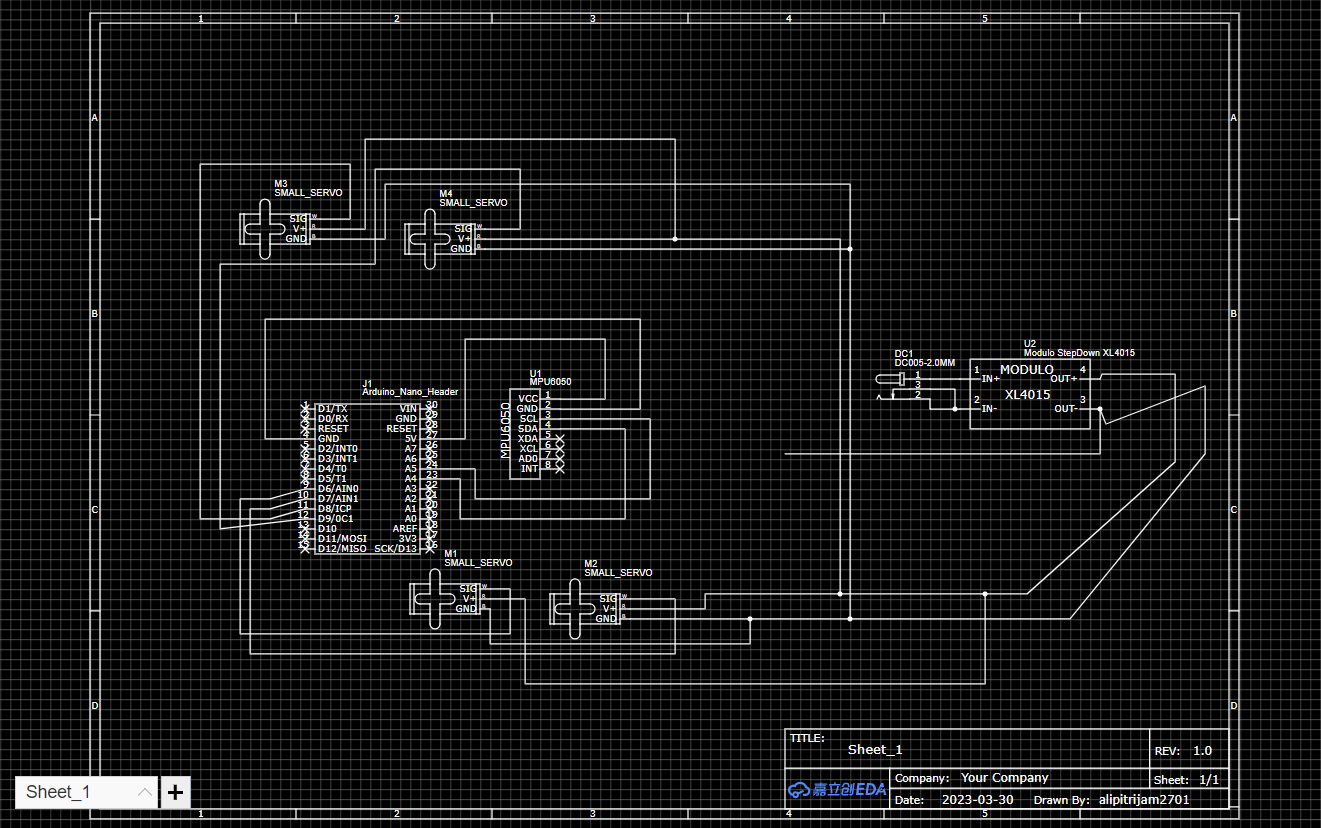 1 2 3 4 5
A A
M3
SMALL_SERVO
SIG W
V+ R
GND B
M4
SMALL_SERVO
SIG W
V+ R
GND B
B B
DC1
DC005-2.0MM
1
3
2
U2
Modulo StepDown XL4015
1 MODULO 4
IN+ OUT+
XL4015
2 3
IN- OUT-
U1
MPU6050
MPU6050
VCC 1
GND 2
SCL 3
SDA 4
XDA 5
XCL 6
AD0 7
INT 8
J1
Arduino_Nano_Header
1 D1/TX VIN 30
2 D0/RX GND 29
3 RESET RESET 28
4 GND 5V 27
5 D2/INT0 A7 26
6 D3/INT1 A6 25
7 D4/T0 A5 24
8 D5/T1 A4 23
9 D6/AIN0 A3 22
10 D7/AIN1 A2 21
11 D8/ICP A1 20
12 D9/OC1 A0 19
13 D10 AREF 18
14 D11/MOSI 3V3 17
15 D12/MISO SCK/D13 16
C C
M1
SMALL_SERVO
SIG W
V+ R
GND B
M2
SMALL_SERVO
SIG W
V+ R
GND B
D D
TITLE:
Sheet_1
REV: 1.0
嘉立创EDA
Company: Your Company
Sheet: 1/1
Date: 2023-03-30 Drawn By: alipitrijam2701
Sheet_1
1 2 3 4 5